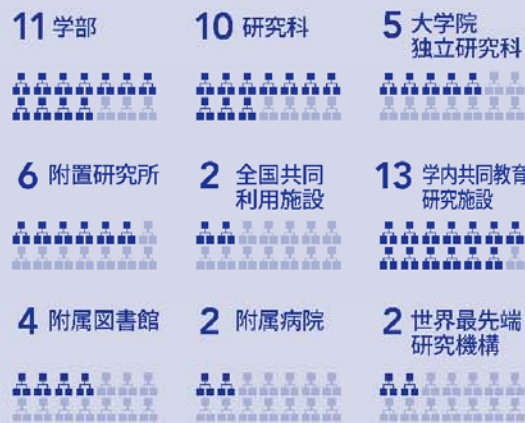 11 学部
10 研究科
5 大学院
独立研究科
6 附置研究所
2 全国共同
利用施設
13 学内共同教育
研究施設
4 附属図書館
2 附属病院
2 世界最先端
研究機構